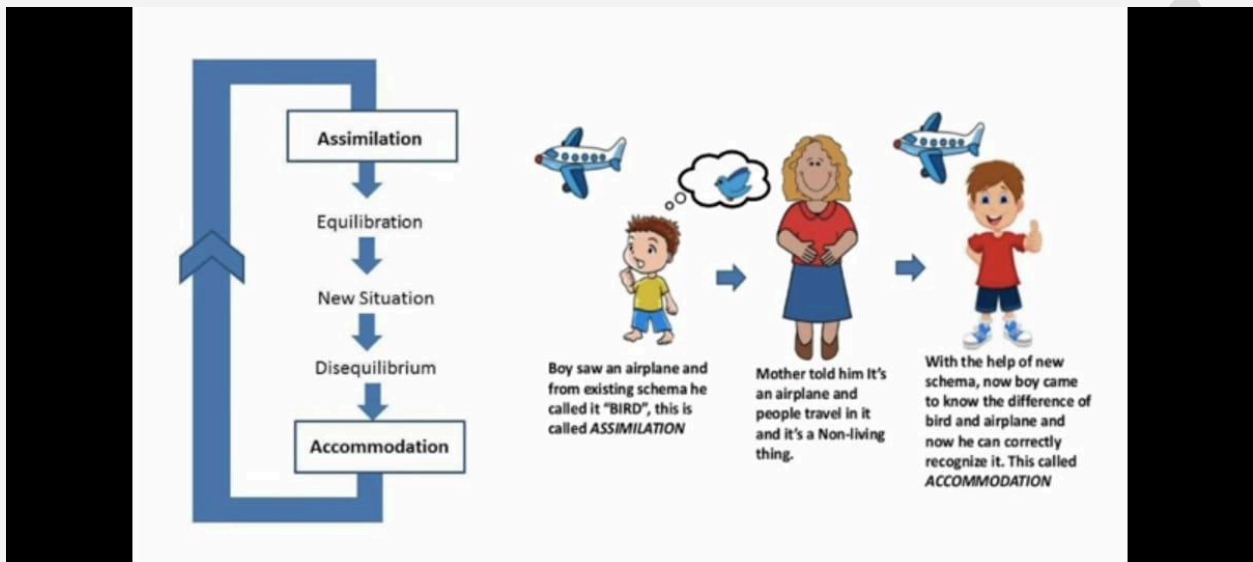 Assimilation
Equilibration
New Situation
Disequilibrium
Accommodation
Boy saw an airplane and
from existing schema he
called it “BIRD”, this is
called ASSIMILATION
Mother told him It’s
an airplane and
people travel in it
and it’s a Non-living
thing.
With the help of new
schema, now boy came
to know the difference of
bird and airplane and
now he can correctly
recognize it. This called
ACCOMMODATION